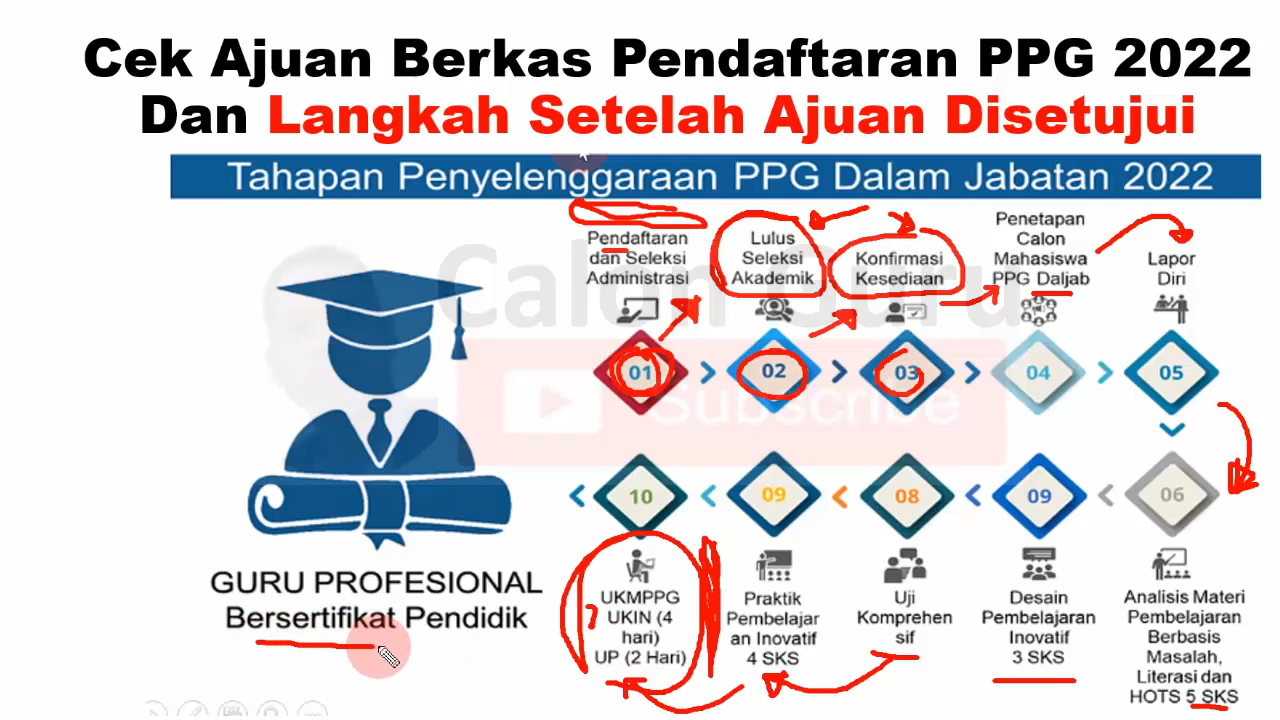 Cek Ajuan Berkas Pendaftaran PPG 2022
Dan Langkah Setelah Ajuan Disetujui
Tahapan Penyelenggaraan PPG Dalam Jabatan 2022
Pendaftaran
dan Seleksi
Administrasi
Lulus
Seleksi
Akademik
Konfirmasi
Kesediaan
Penetapan
Calon
Mahasiswa
PPG Daljab
Lapor
Diri
Calon Guru
01
02
03
04
05
Subscribe
10
09
08
09
06
GURU PROFESIONAL
Bersertifikat Pendidik
UKMPPG
UKIN (4
hari)
UP (2 Hari)
Praktik
Pembelajar
an Inovatif
4 SKS
Uji
Komprehen
sif
Desain
Pembelajaran
Inovatif
3 SKS
Analisis Materi
Pembelajaran
Berbasis
Masalah,
Literasi dan
HOTS 5 SKS